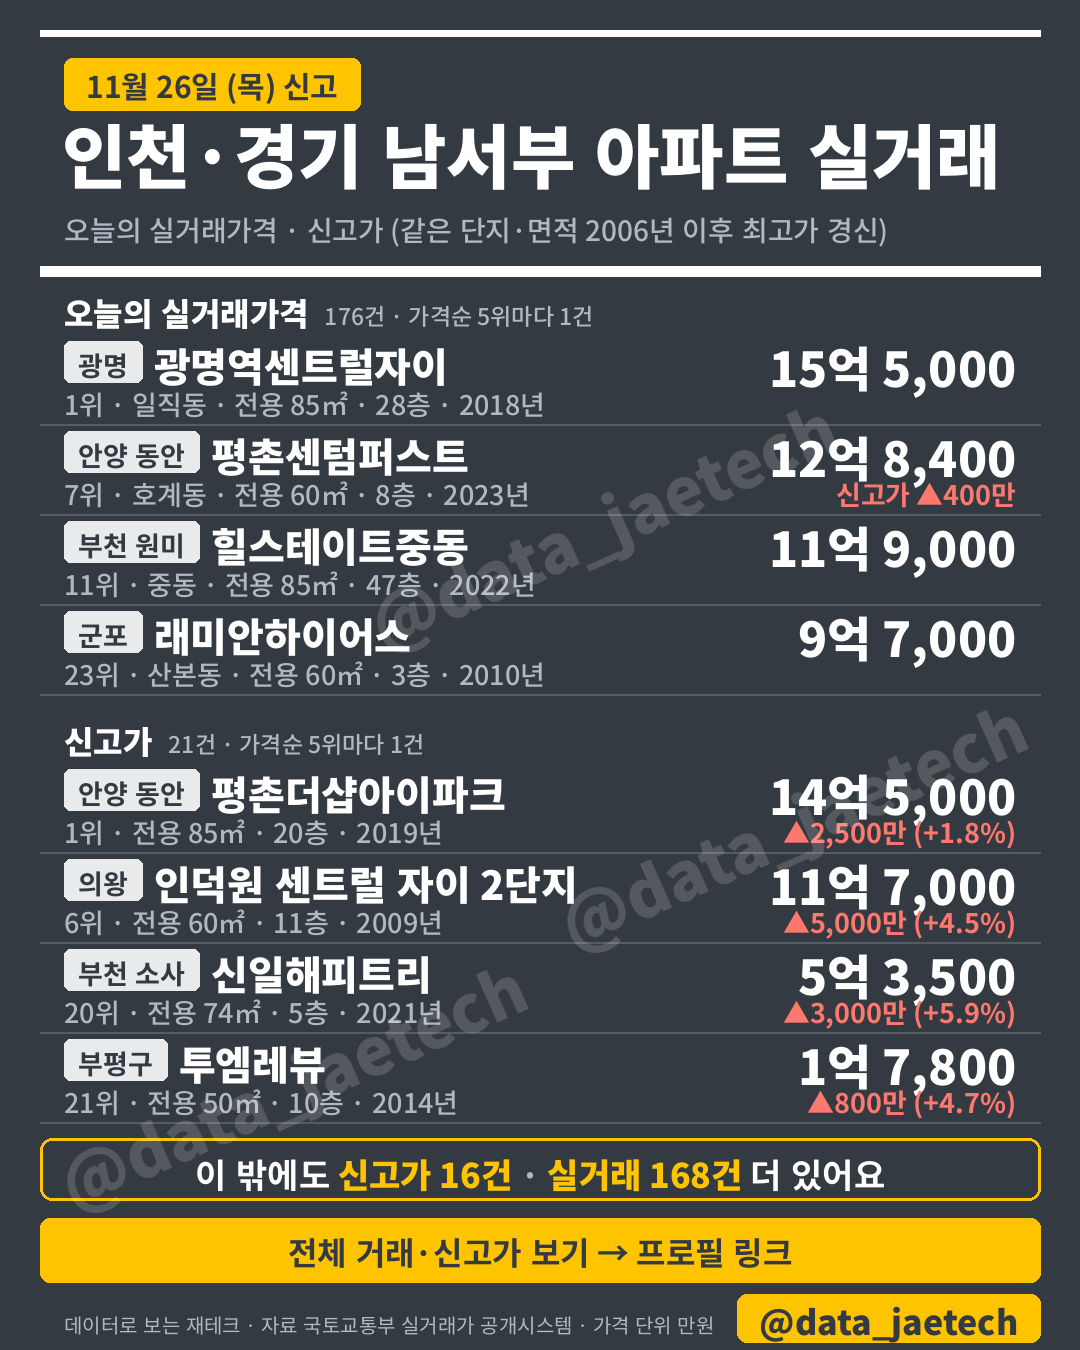 11월 26일 (목) 신고
인천·경기 남서부 아파트 실거래
오늘의 실거래가격 · 신고가 (같은 단지·면적 2006년 이후 최고가 경신)
오늘의 실거래가격 176건 · 가격순 5위마다 1건
광명 광명역센트럴자이 15억 5,000
1위 · 일직동 · 전용 85㎡ · 28층 · 2018년
안양 동안 평촌센텀퍼스트 12억 8,400
7위 · 호계동 · 전용 60㎡ · 8층 · 2023년 신고가 ▲400만
부천 원미 힐스테이트중동 11억 9,000
11위 · 중동 · 전용 85㎡ · 47층 · 2022년
군포 래미안하이어스 9억 7,000
23위 · 산본동 · 전용 60㎡ · 3층 · 2010년
신고가 21건 · 가격순 5위마다 1건
안양 동안 평촌더샵아이파크 14억 5,000
1위 · 전용 85㎡ · 20층 · 2019년 ▲2,500만 (+1.8%)
의왕 인덕원 센트럴 자이 2단지 11억 7,000
6위 · 전용 60㎡ · 11층 · 2009년 ▲5,000만 (+4.5%)
부천 소사 신일해피트리 5억 3,500
20위 · 전용 74㎡ · 5층 · 2021년 ▲3,000만 (+5.9%)
부평구 투엠레뷰 1억 7,800
21위 · 전용 50㎡ · 10층 · 2014년 ▲800만 (+4.7%)
이 밖에도 신고가 16건 · 실거래 168건 더 있어요
전체 거래·신고가 보기 → 프로필 링크
데이터로 보는 재테크 · 자료 국토교통부 실거래가 공개시스템 · 가격 단위 만원 @data_jaetech
@data_jaetech
@data_jaetech
@data_jaetech